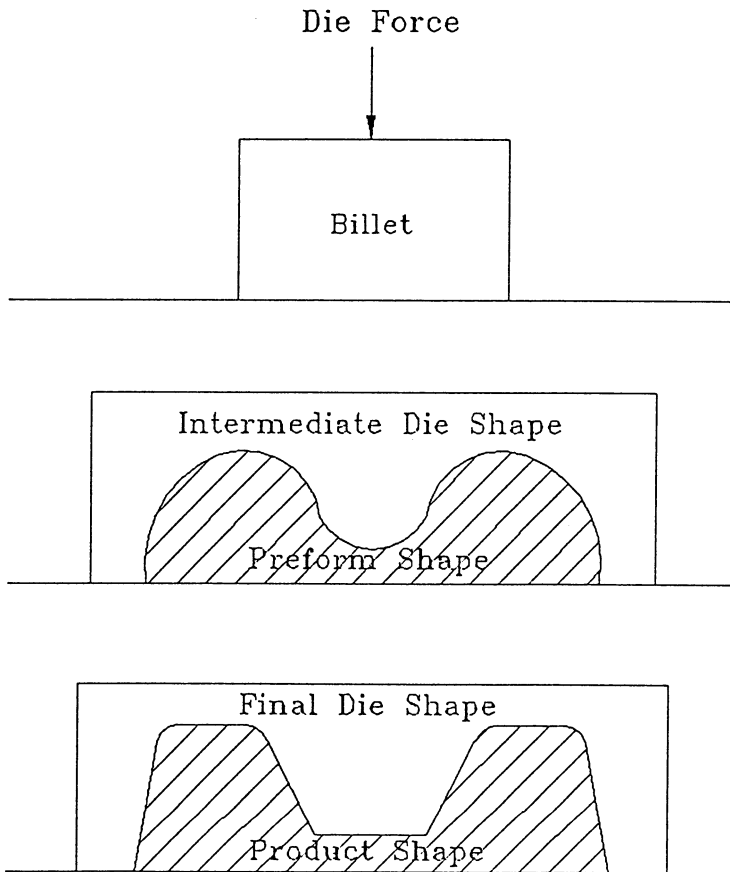 Die Force
Billet
Intermediate Die Shape
Preform Shape
Final Die Shape
Product Shape